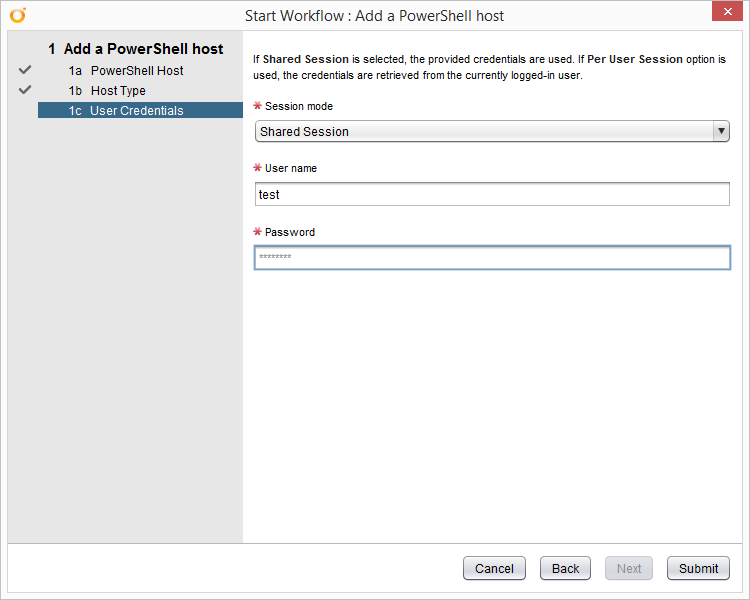 Start Workflow : Add a PowerShell host
1 Add a PowerShell host
1a PowerShell Host
1b Host Type
1c User Credentials
If Shared Session is selected, the provided credentials are used. If Per User Session option is
used, the credentials are retrieved from the currently logged-in user.
* Session mode
Shared Session
* User name
test
* Password
********
Cancel Back Next Submit